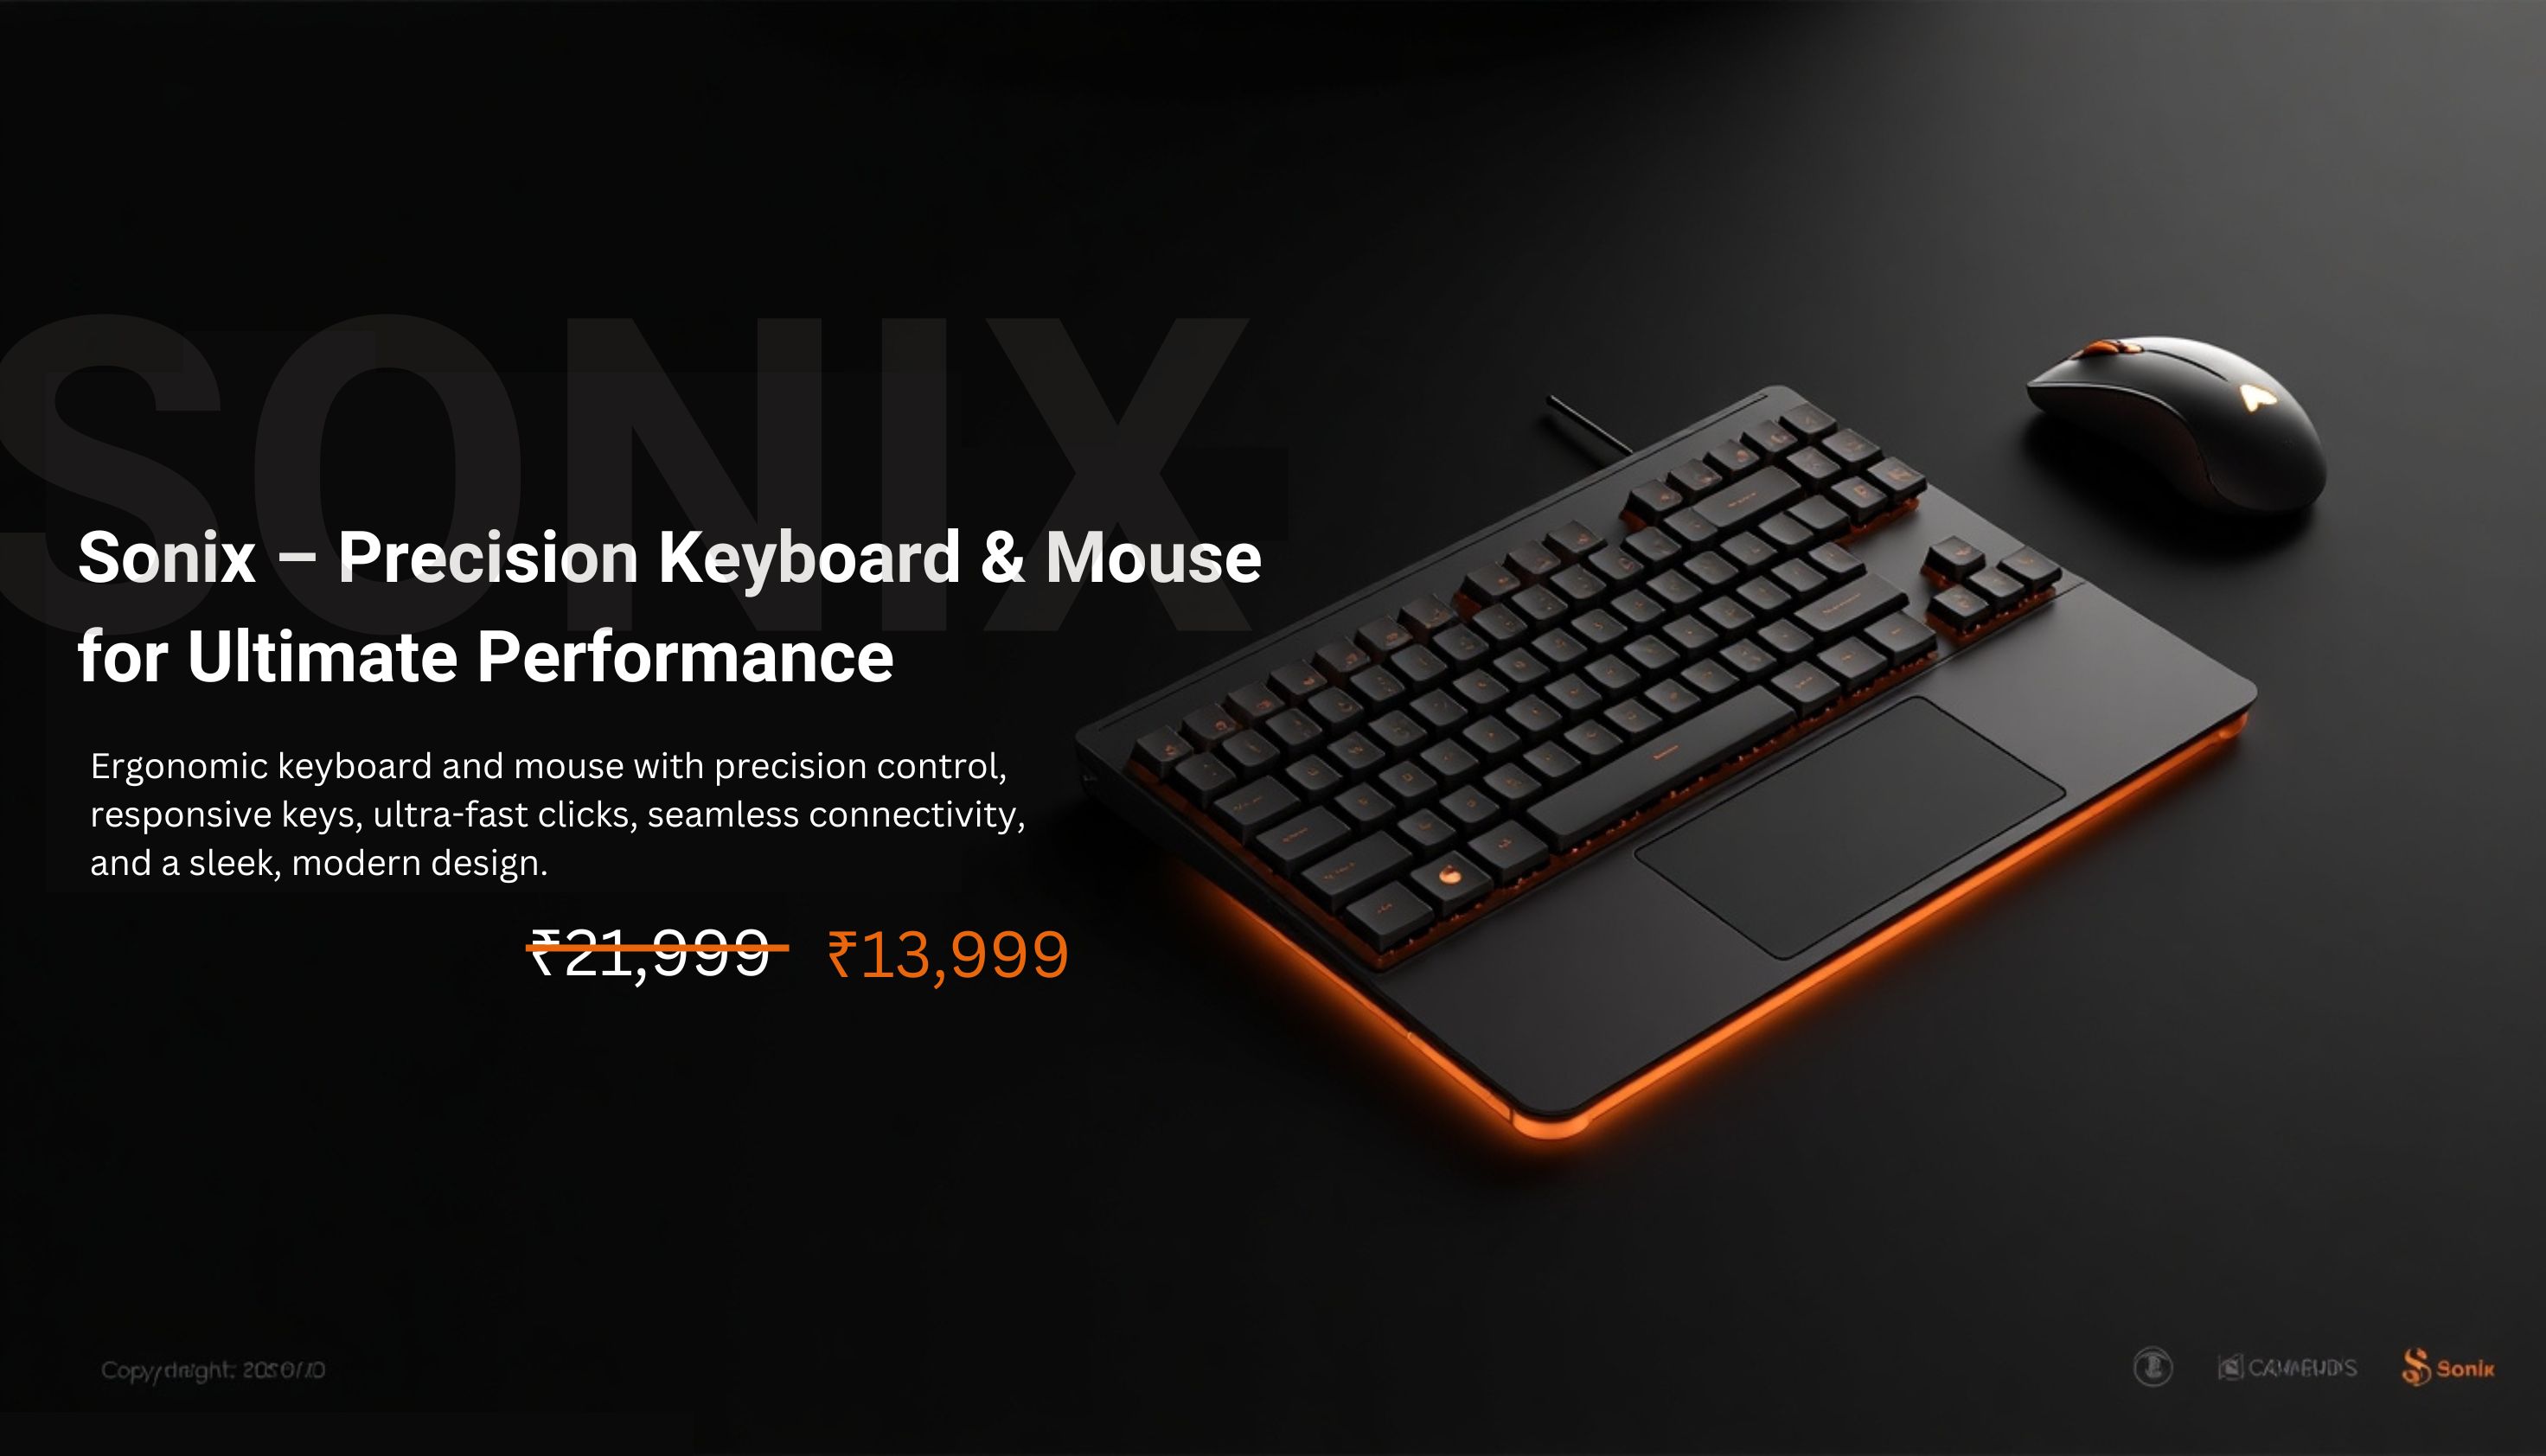 SONIX
Sonix – Precision Keyboard & Mouse
for Ultimate Performance
Ergonomic keyboard and mouse with precision control,
responsive keys, ultra-fast clicks, seamless connectivity,
and a sleek, modern design.
₹21,999 ₹13,999
Sonix